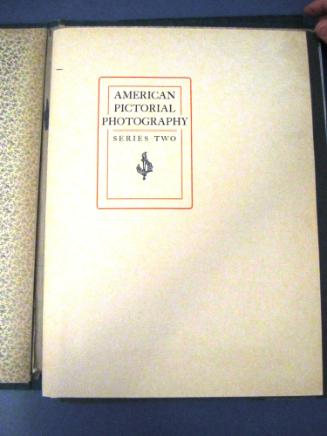 AMERICAN
PICTORIAL
PHOTOGRAPHY
SERIES TWO